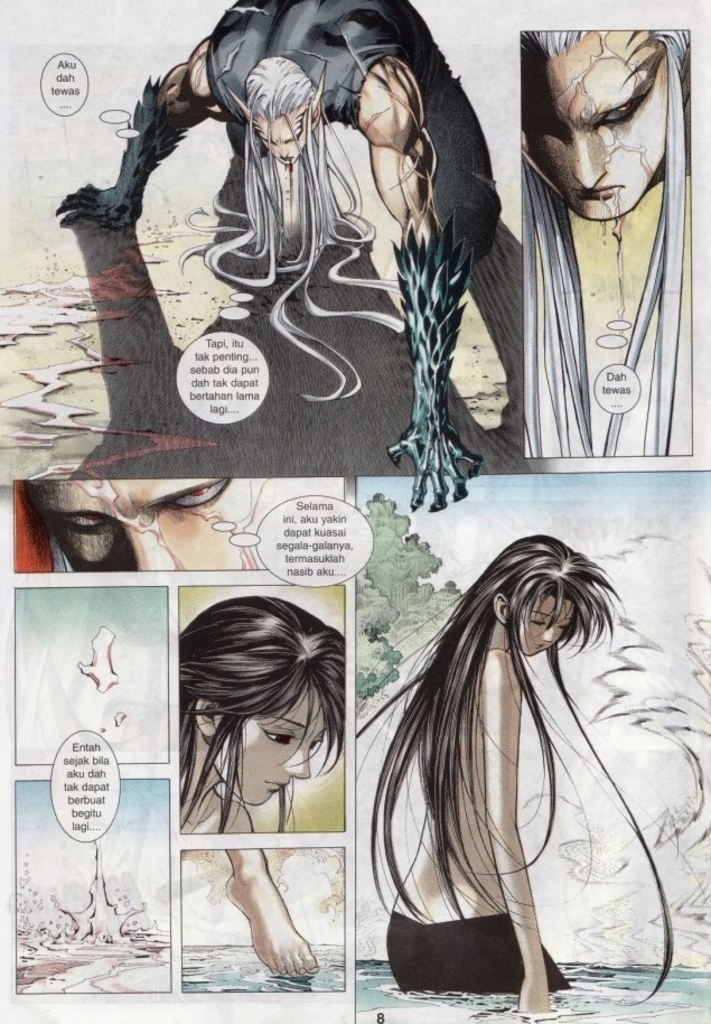 Aku
dah
tewas
....
Tapi, itu
tak penting...
sebab dia pun
dah tak dapat
bertahan lama
lagi....
Dah
tewas
....
Selama
ini, aku yakin
dapat kuasai
segala-galanya,
termasuklah
nasib aku....
Entah
sejak bila
aku dah
tak dapat
berbuat
begitu
lagi....
8